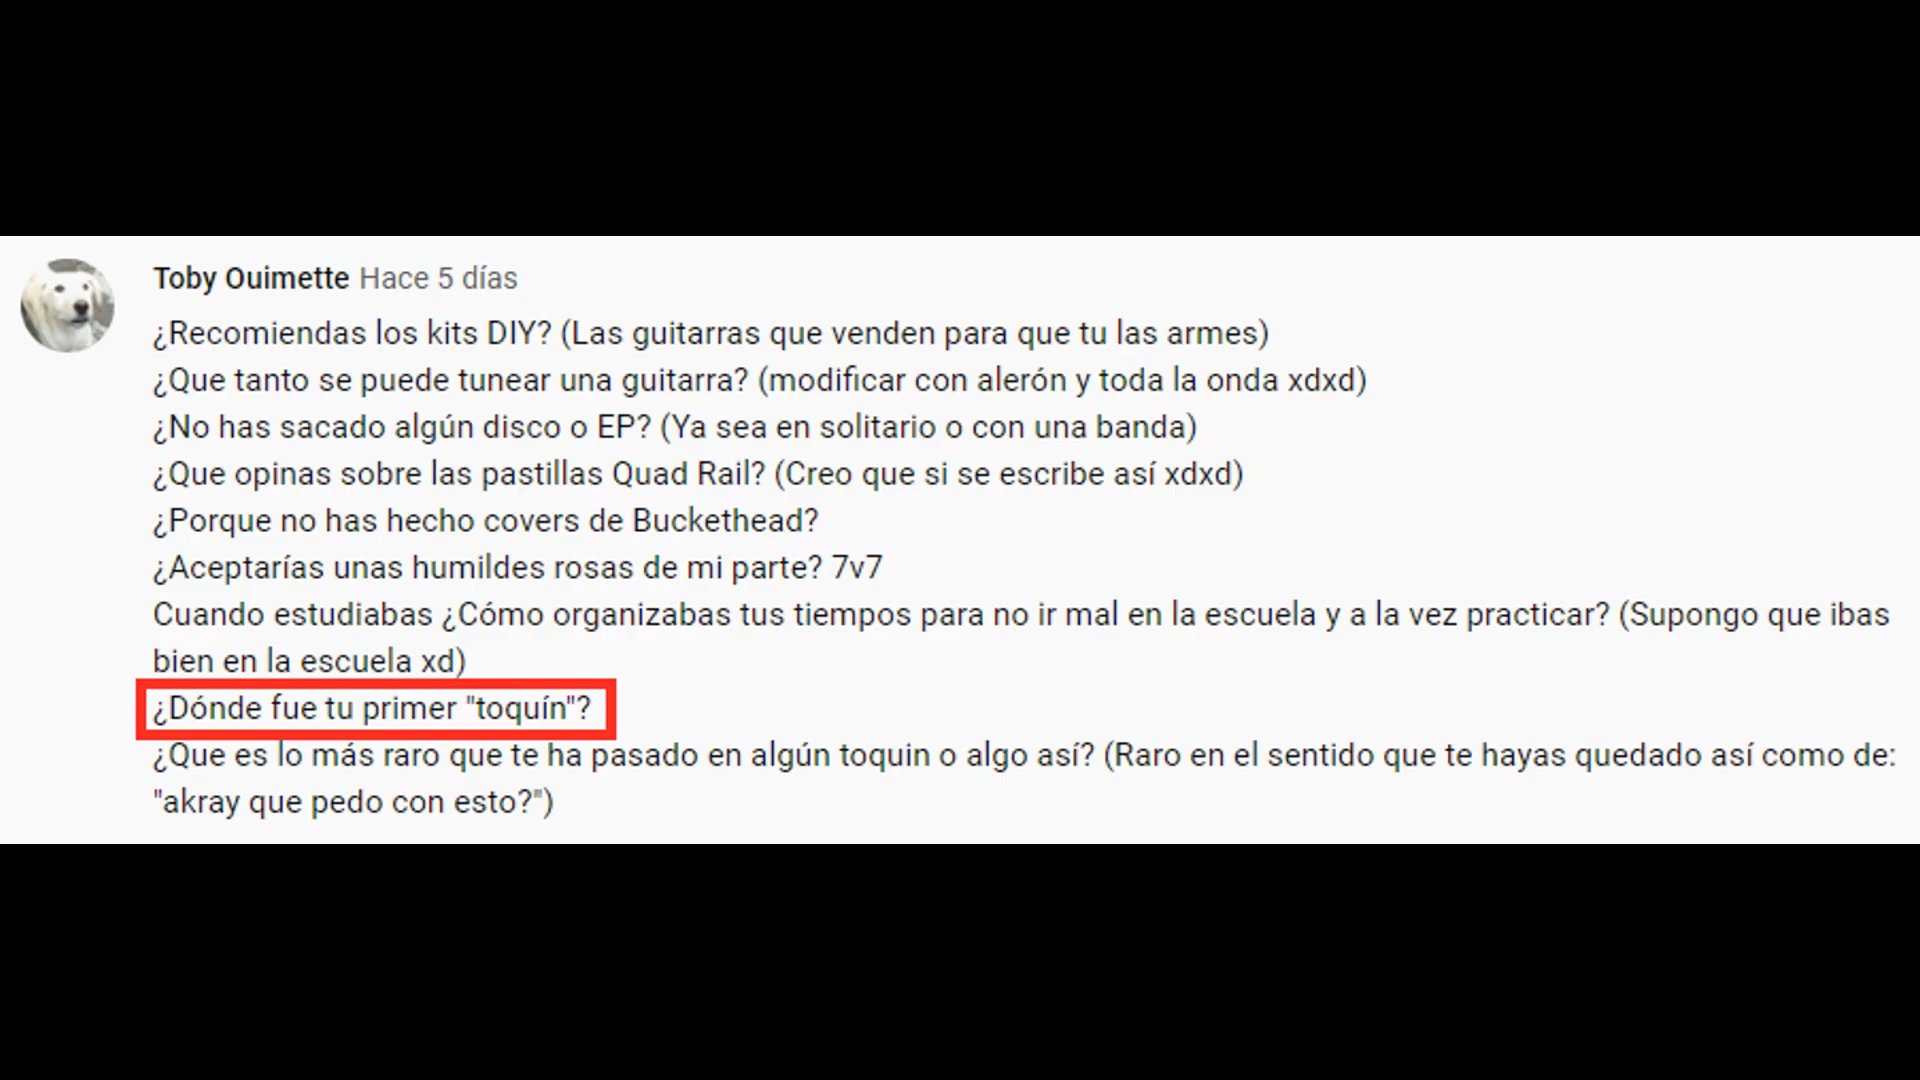 Toby Ouimette Hace 5 días
¿Recomiendas los kits DIY? (Las guitarras que venden para que tu las armes)
¿Que tanto se puede tunear una guitarra? (modificar con alerón y toda la onda xdxd)
¿No has sacado algún disco o EP? (Ya sea en solitario o con una banda)
¿Que opinas sobre las pastillas Quad Rail? (Creo que si se escribe así xdxd)
¿Porque no has hecho covers de Buckethead?
¿Aceptarías unas humildes rosas de mi parte? 7v7
Cuando estudiabas ¿Cómo organizabas tus tiempos para no ir mal en la escuela y a la vez practicar? (Supongo que ibas
bien en la escuela xd)
¿Dónde fue tu primer "toquín"?
¿Que es lo más raro que te ha pasado en algún toquin o algo así? (Raro en el sentido que te hayas quedado así como de:
"akray que pedo con esto?")